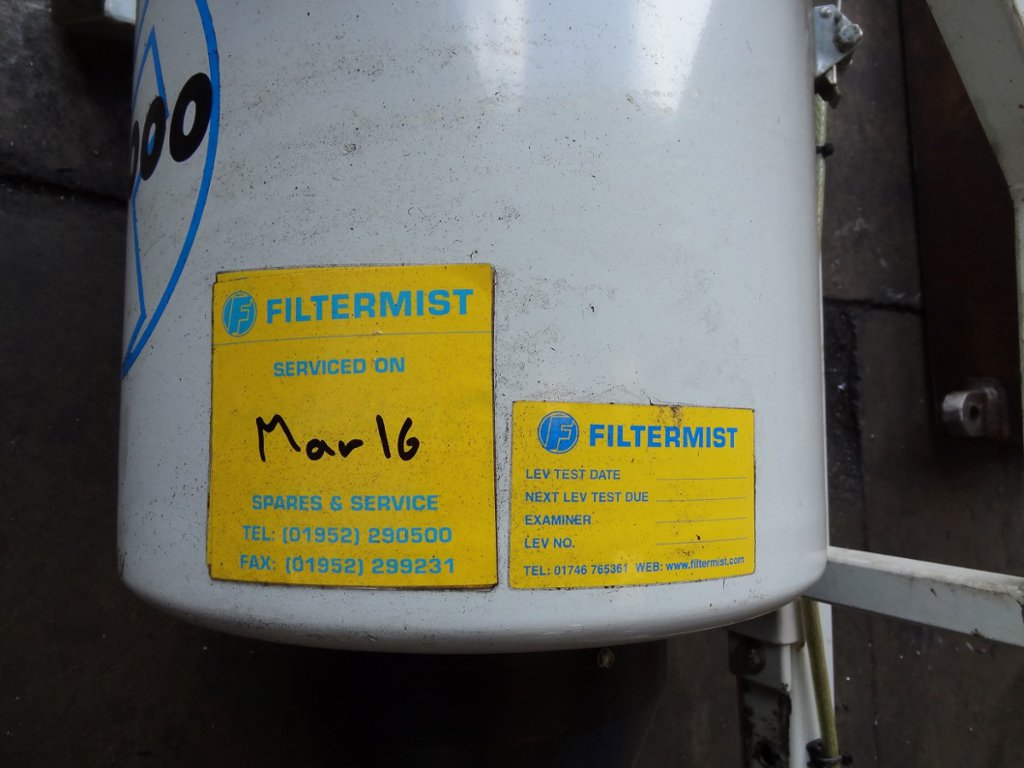 00
FILTERMIST
SERVICED ON
Mar 16
SPARES & SERVICE
TEL: (01952) 290500
FAX: (01952) 299231
FILTERMIST
LEV TEST DATE
NEXT LEV TEST DUE
EXAMINER
LEV NO.
TEL: 01746 765361 WEB: www.filtermist.com